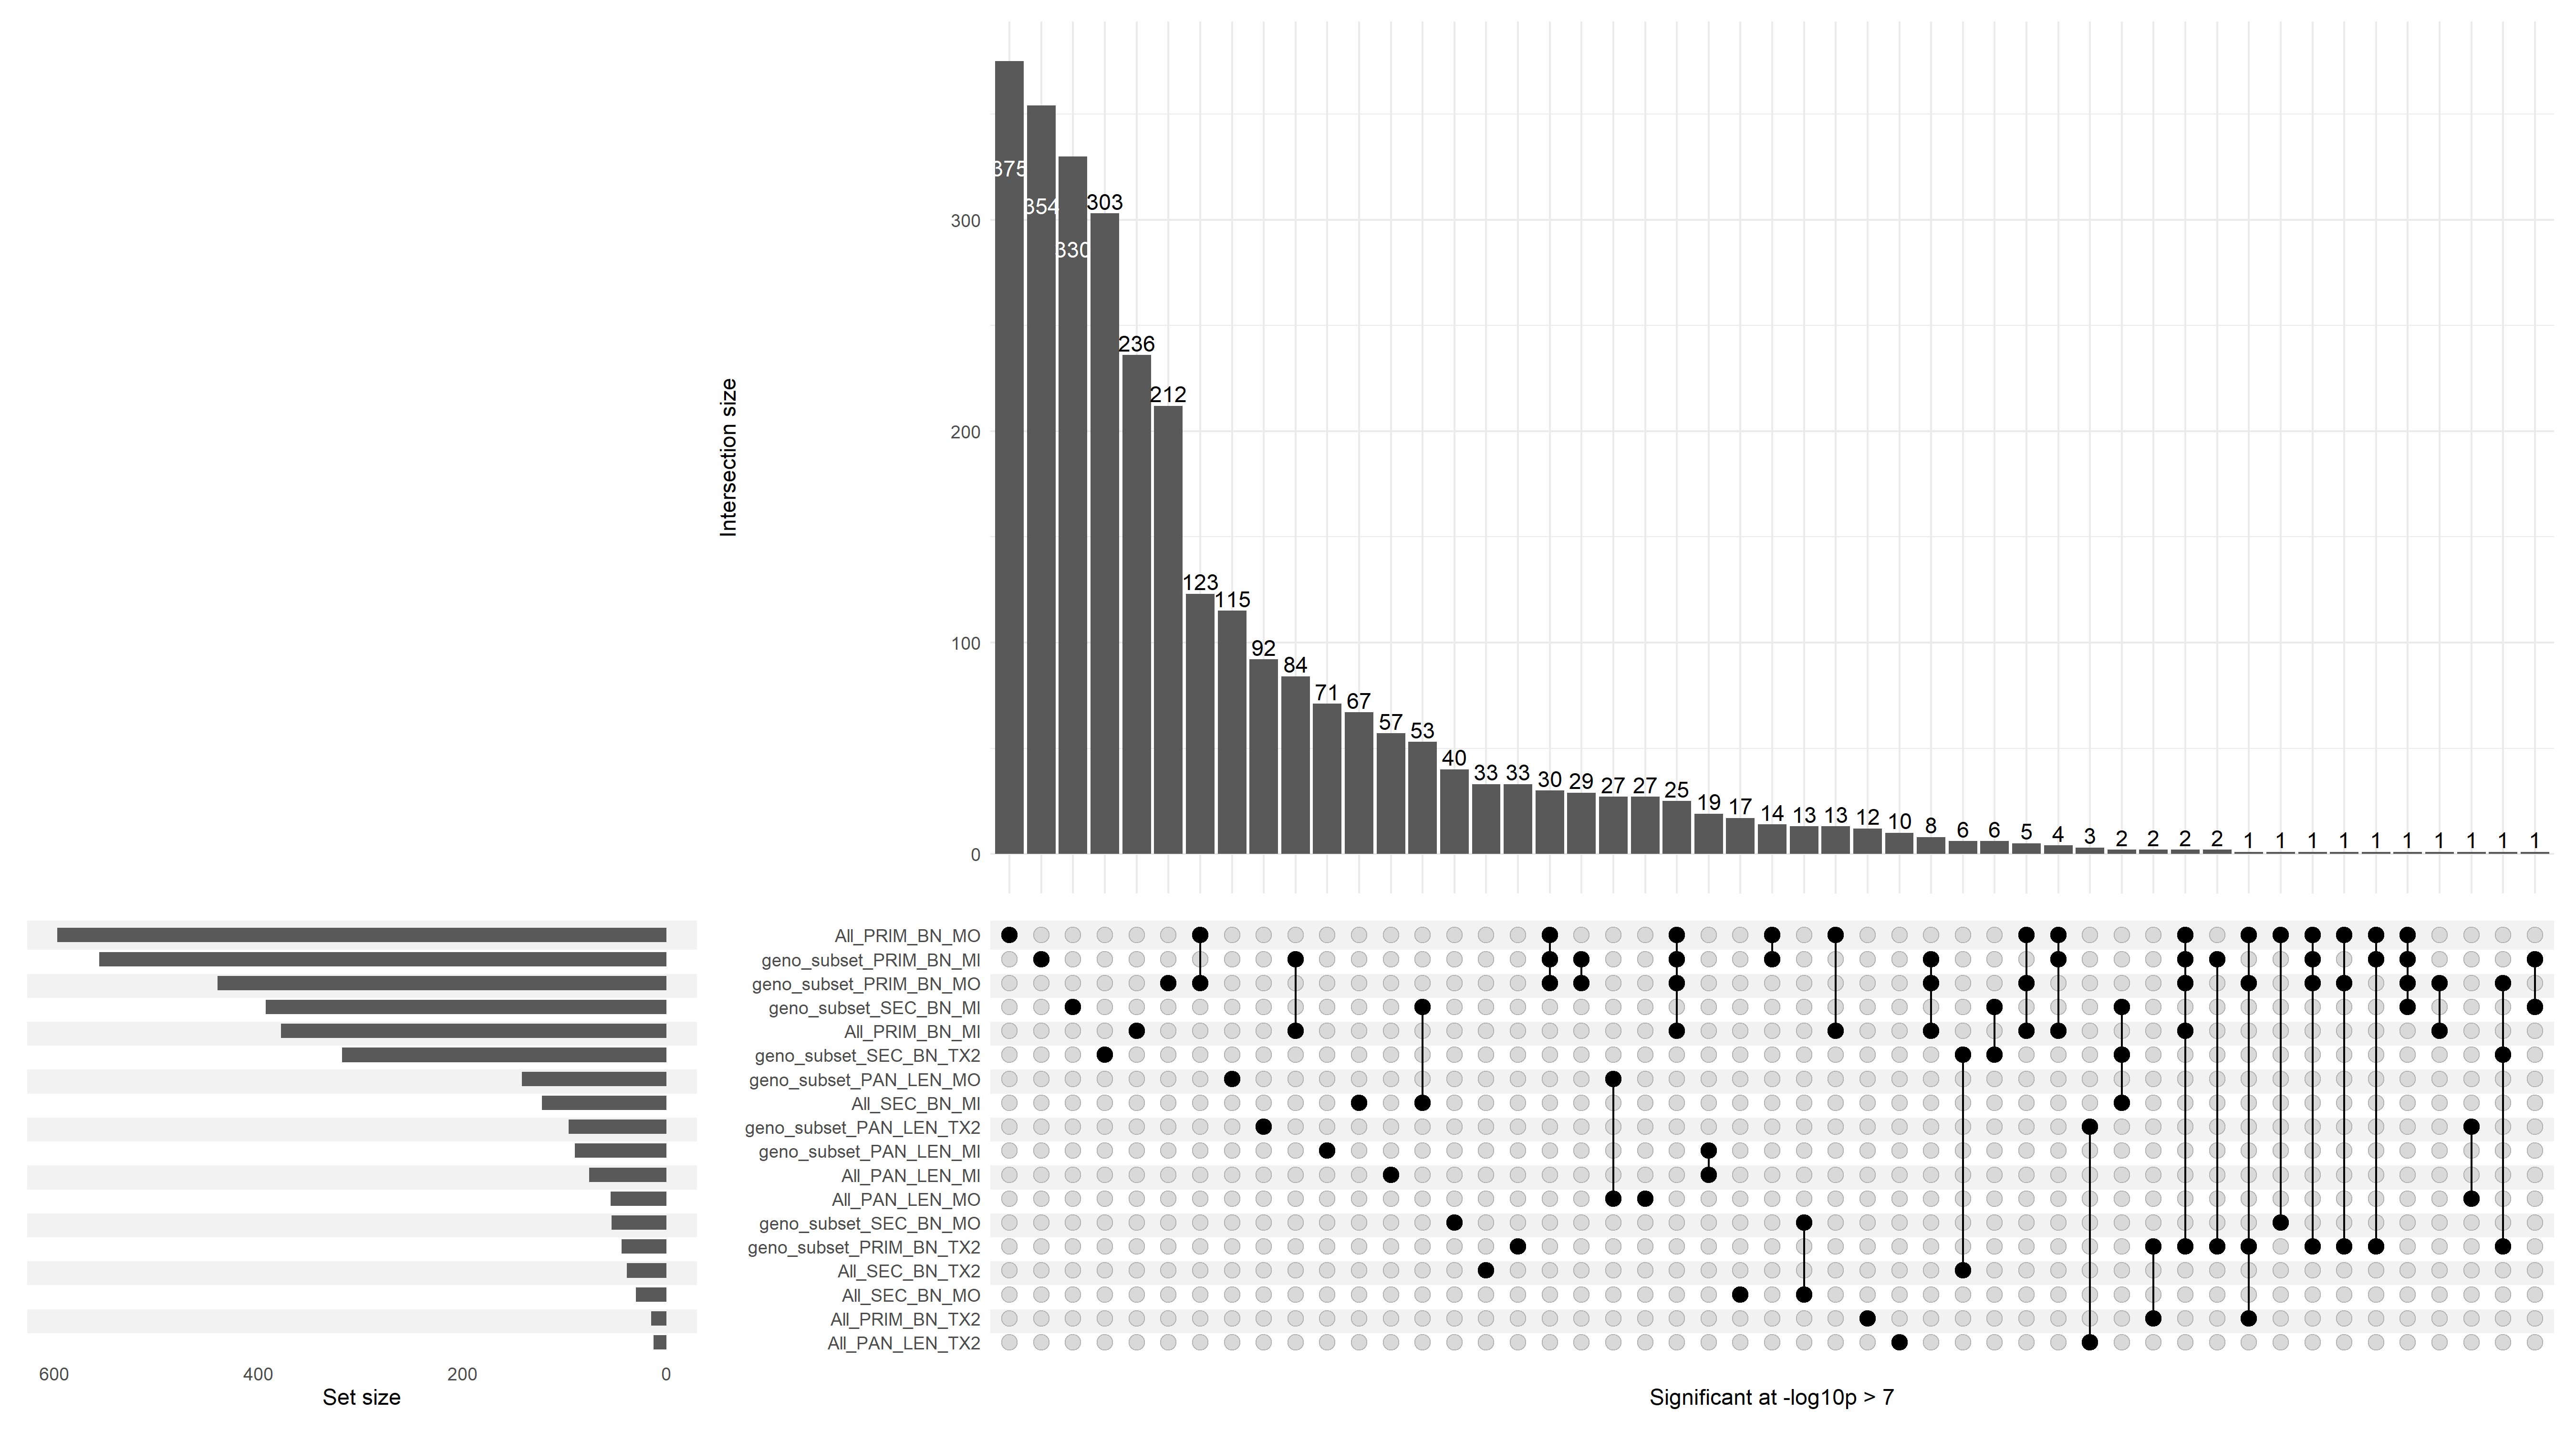 Intersection size
300
200
100
0
375
354
330
303
236
212
123
115
92
84
71
67
57
53
40
33
33
30
29
27
27
25
19
17
14
13
13
12
10
8
6
6
5
4
3
2
2
2
2
1
1
1
1
1
1
1
1
1
1
All_PRIM_BN_MO
geno_subset_PRIM_BN_MI
geno_subset_PRIM_BN_MO
geno_subset_SEC_BN_MI
All_PRIM_BN_MI
geno_subset_SEC_BN_TX2
geno_subset_PAN_LEN_MO
All_SEC_BN_MI
geno_subset_PAN_LEN_TX2
geno_subset_PAN_LEN_MI
All_PAN_LEN_MI
All_PAN_LEN_MO
geno_subset_SEC_BN_MO
geno_subset_PRIM_BN_TX2
All_SEC_BN_TX2
All_SEC_BN_MO
All_PRIM_BN_TX2
All_PAN_LEN_TX2
600 400 200 0
Set size
Significant at -log10p > 7